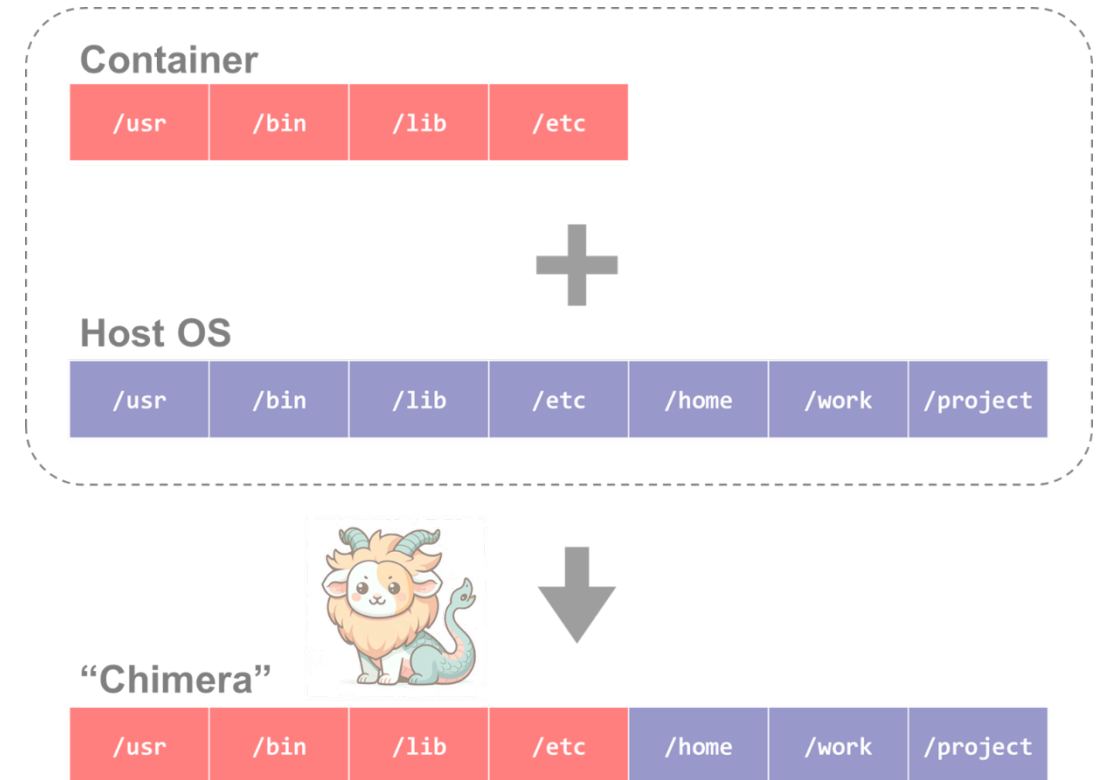 Container
/usr /bin /lib /etc
Host OS
/usr /bin /lib /etc /home /work /project
“Chimera”
/usr /bin /lib /etc /home /work /project